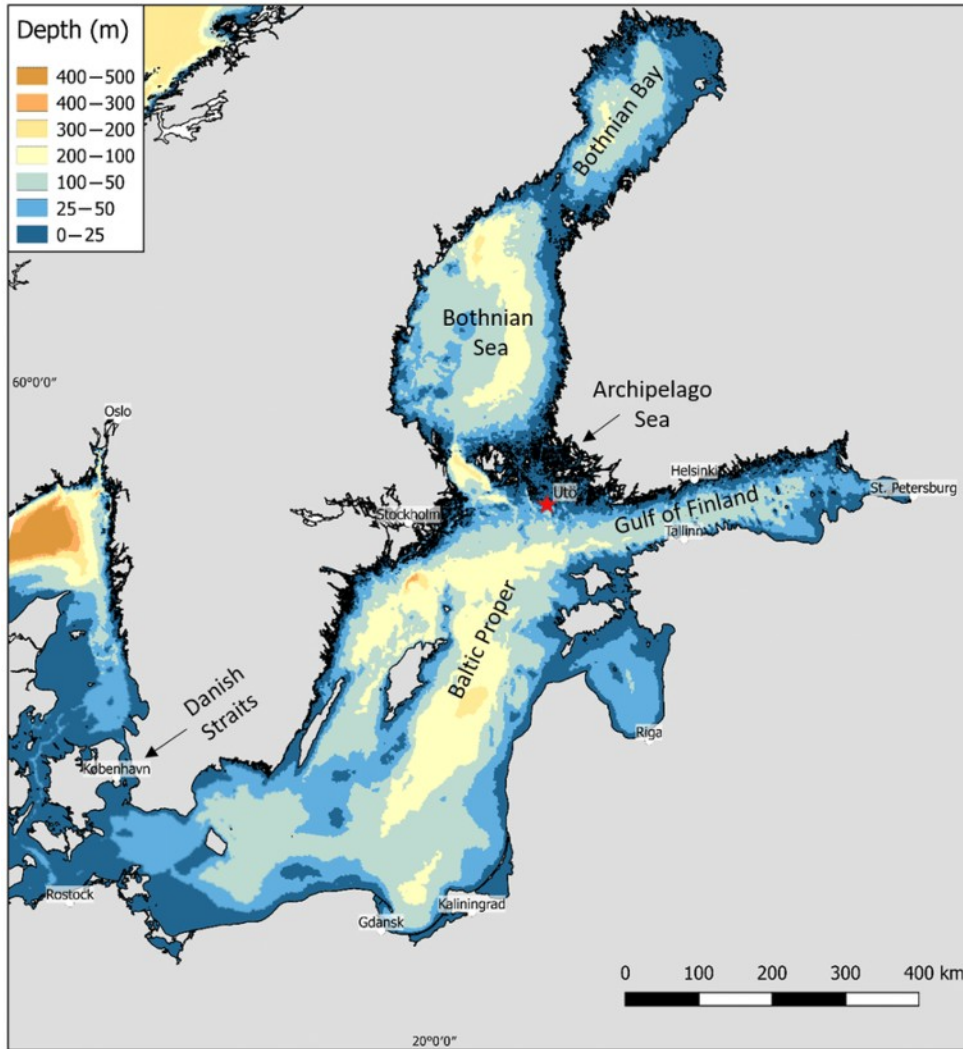 Depth (m)
400–500
400–300
300–200
200–100
100–50
25–50
0–25
Bothnian Bay
Bothnian
Sea
60°0'0"
Oslo
Archipelago
Sea
Helsinki
Utö
St. Petersburg
Stockholm
Gulf of Finland
Tallinn
Baltic Proper
Danish
Straits
Riga
København
Rostock
Kaliningrad
Gdansk
0 100 200 300 400 km
20°0'0"